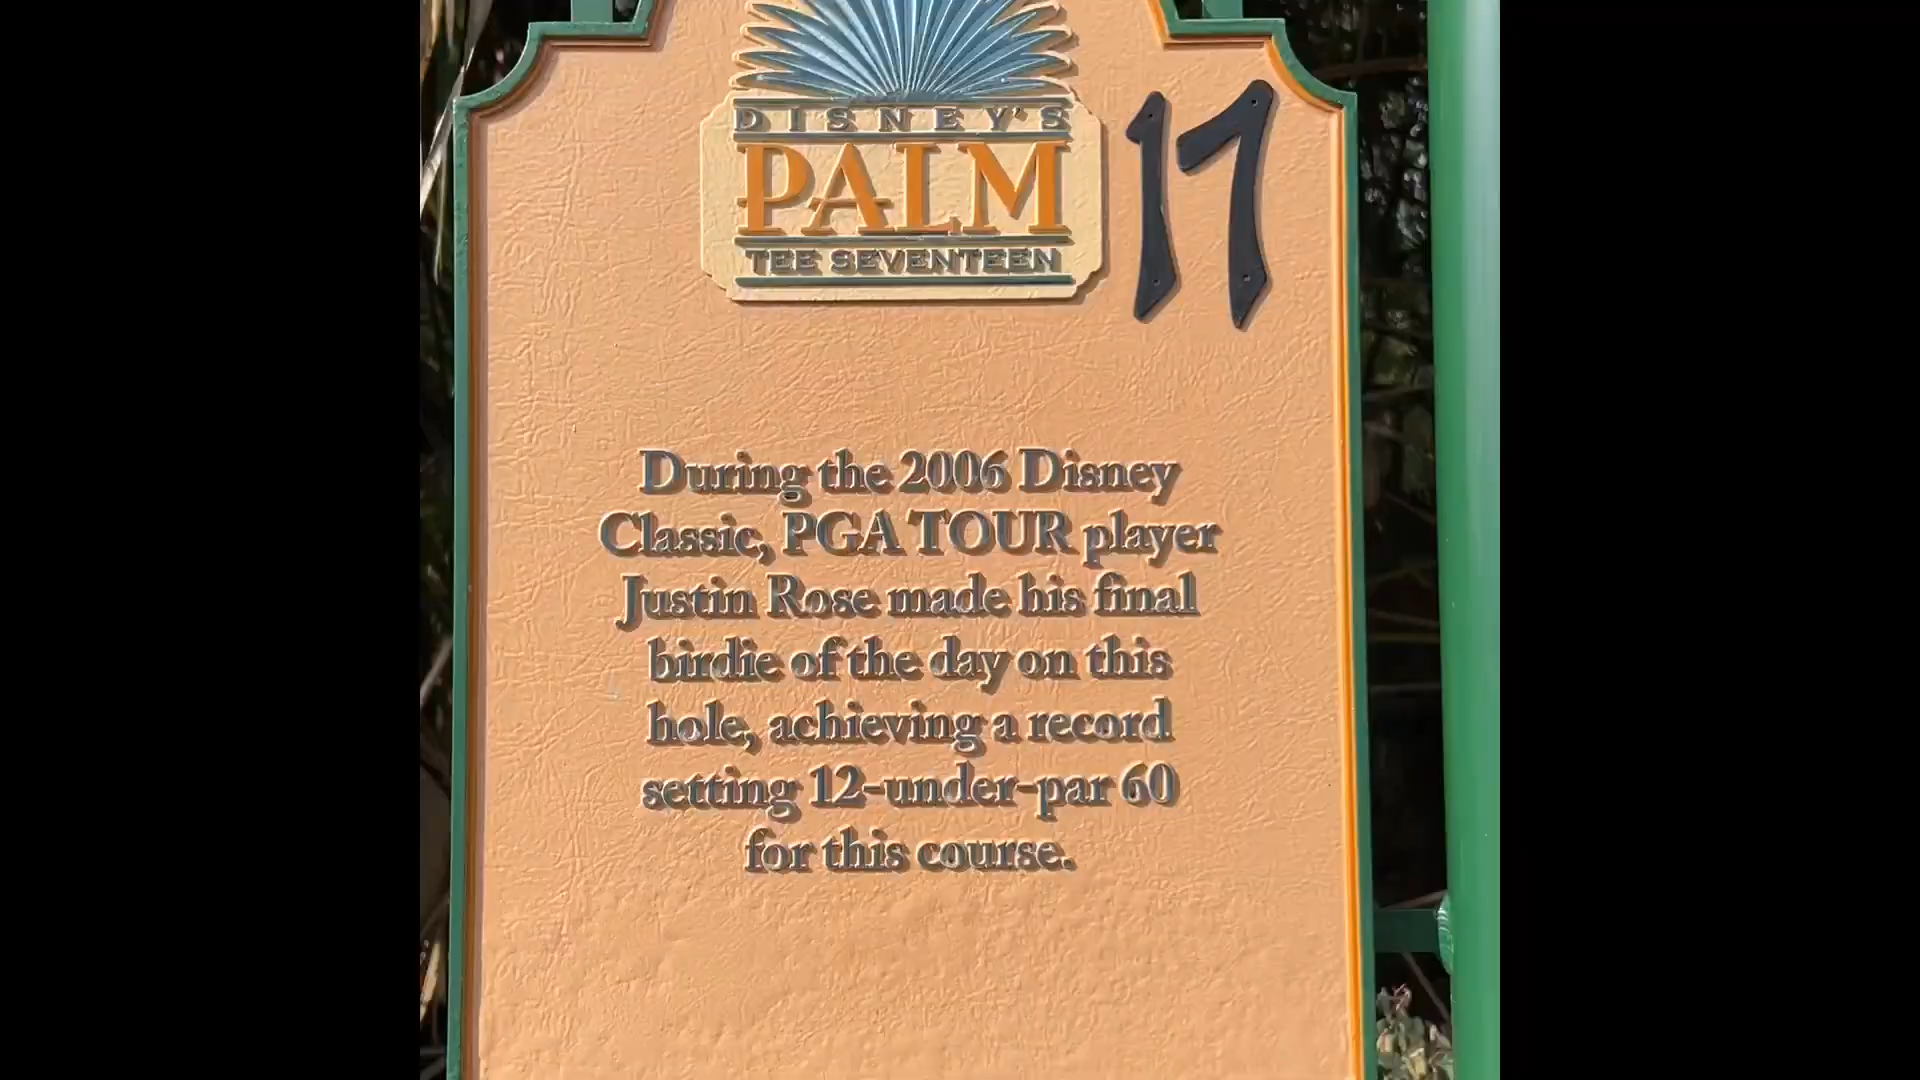 DISNEY'S
PALM
TEE SEVENTEEN
17
During the 2006 Disney
Classic, PGA TOUR player
Justin Rose made his final
birdie of the day on this
hole, achieving a record
setting 12-under-par 60
for this course.